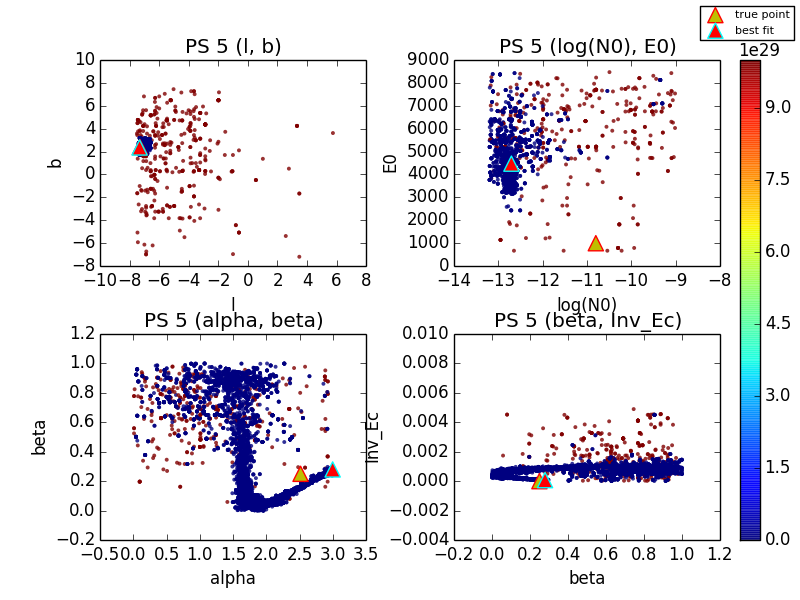 true point
best fit
PS 5 (l, b)
PS 5 (log(N0), E0)
1e29
10
8
6
4
2
0
−2
−4
−6
−8
b
−10 −8 −6 −4 −2 0 2 4 6 8
l
9000
8000
7000
6000
5000
4000
3000
2000
1000
0
E0
−14 −13 −12 −11 −10 −9 −8
log(N0)
PS 5 (alpha, beta)
PS 5 (beta, Inv_Ec)
1.2
1.0
0.8
0.6
0.4
0.2
0.0
−0.2
beta
−0.5 0.0 0.5 1.0 1.5 2.0 2.5 3.0 3.5
alpha
0.010
0.008
0.006
0.004
0.002
0.000
−0.002
−0.004
Inv_Ec
−0.2 0.0 0.2 0.4 0.6 0.8 1.0 1.2
beta
9.0
7.5
6.0
4.5
3.0
1.5
0.0